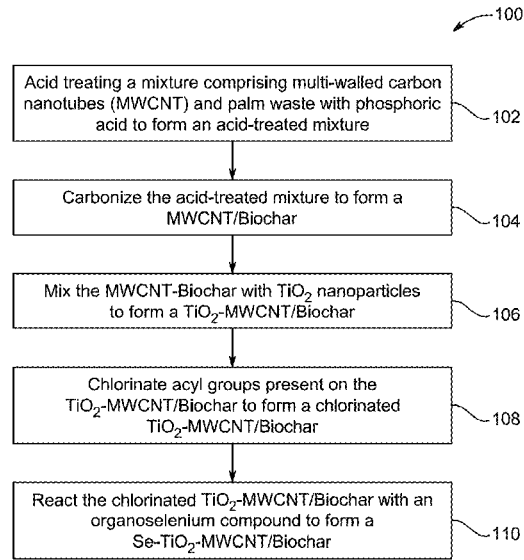 100
Acid treating a mixture comprising multi-walled carbon
nanotubes (MWCNT) and palm waste with phosphoric
acid to form an acid-treated mixture
102
Carbonize the acid-treated mixture to form a
MWCNT/Biochar
104
Mix the MWCNT-Biochar with TiO₂ nanoparticles
to form a TiO₂-MWCNT/Biochar
106
Chlorinate acyl groups present on the
TiO₂-MWCNT/Biochar to form a chlorinated
TiO₂-MWCNT/Biochar
108
React the chlorinated TiO₂-MWCNT/Biochar with an
organoselenium compound to form a
Se-TiO₂-MWCNT/Biochar
110